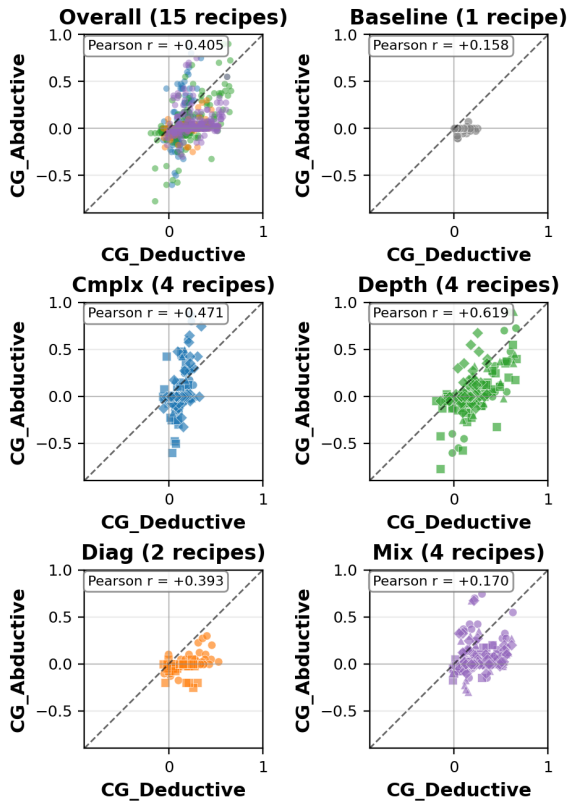 Overall (15 recipes)
Pearson r = +0.405
1.0
0.5
0.0
−0.5
CG_Abductive
0
1
CG_Deductive
Baseline (1 recipe)
Pearson r = +0.158
1.0
0.5
0.0
−0.5
CG_Abductive
0
1
CG_Deductive
Cmplx (4 recipes)
Pearson r = +0.471
1.0
0.5
0.0
−0.5
CG_Abductive
0
1
CG_Deductive
Depth (4 recipes)
Pearson r = +0.619
1.0
0.5
0.0
−0.5
CG_Abductive
0
1
CG_Deductive
Diag (2 recipes)
Pearson r = +0.393
1.0
0.5
0.0
−0.5
CG_Abductive
0
1
CG_Deductive
Mix (4 recipes)
Pearson r = +0.170
1.0
0.5
0.0
−0.5
CG_Abductive
0
1
CG_Deductive